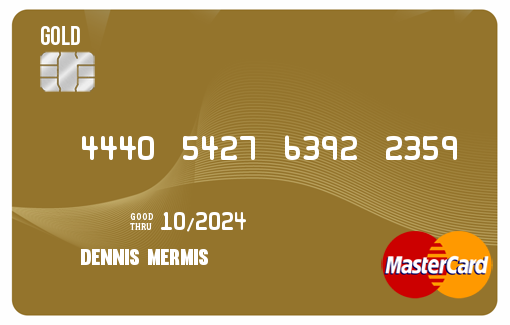 GOLD
4440 5427 6392 2359
GOOD THRU 10/2024
DENNIS MERMIS
MasterCard